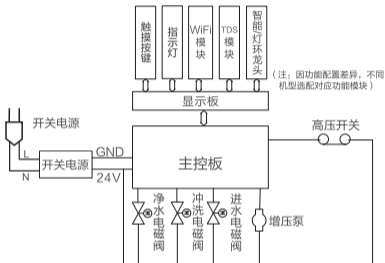 触摸按键
指示灯
WiFi模块
TDS模块
智能/灯环龙头
（注：因功能配置差异，不同
机型选配对应功能模块）
显示板
开关电源
高压开关
L
N
开关电源
GND
24V
主控板
净水电磁阀
冲洗电磁阀
进水电磁阀
增压泵